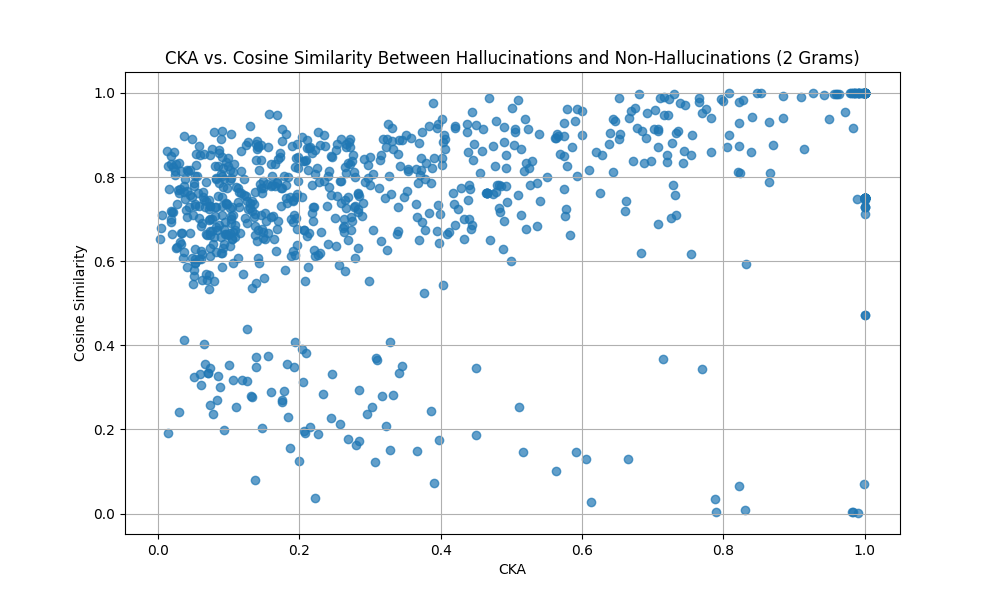 CKA vs. Cosine Similarity Between Hallucinations and Non-Hallucinations (2 Grams)
Cosine Similarity
1.0
0.8
0.6
0.4
0.2
0.0
0.0 0.2 0.4 0.6 0.8 1.0
CKA